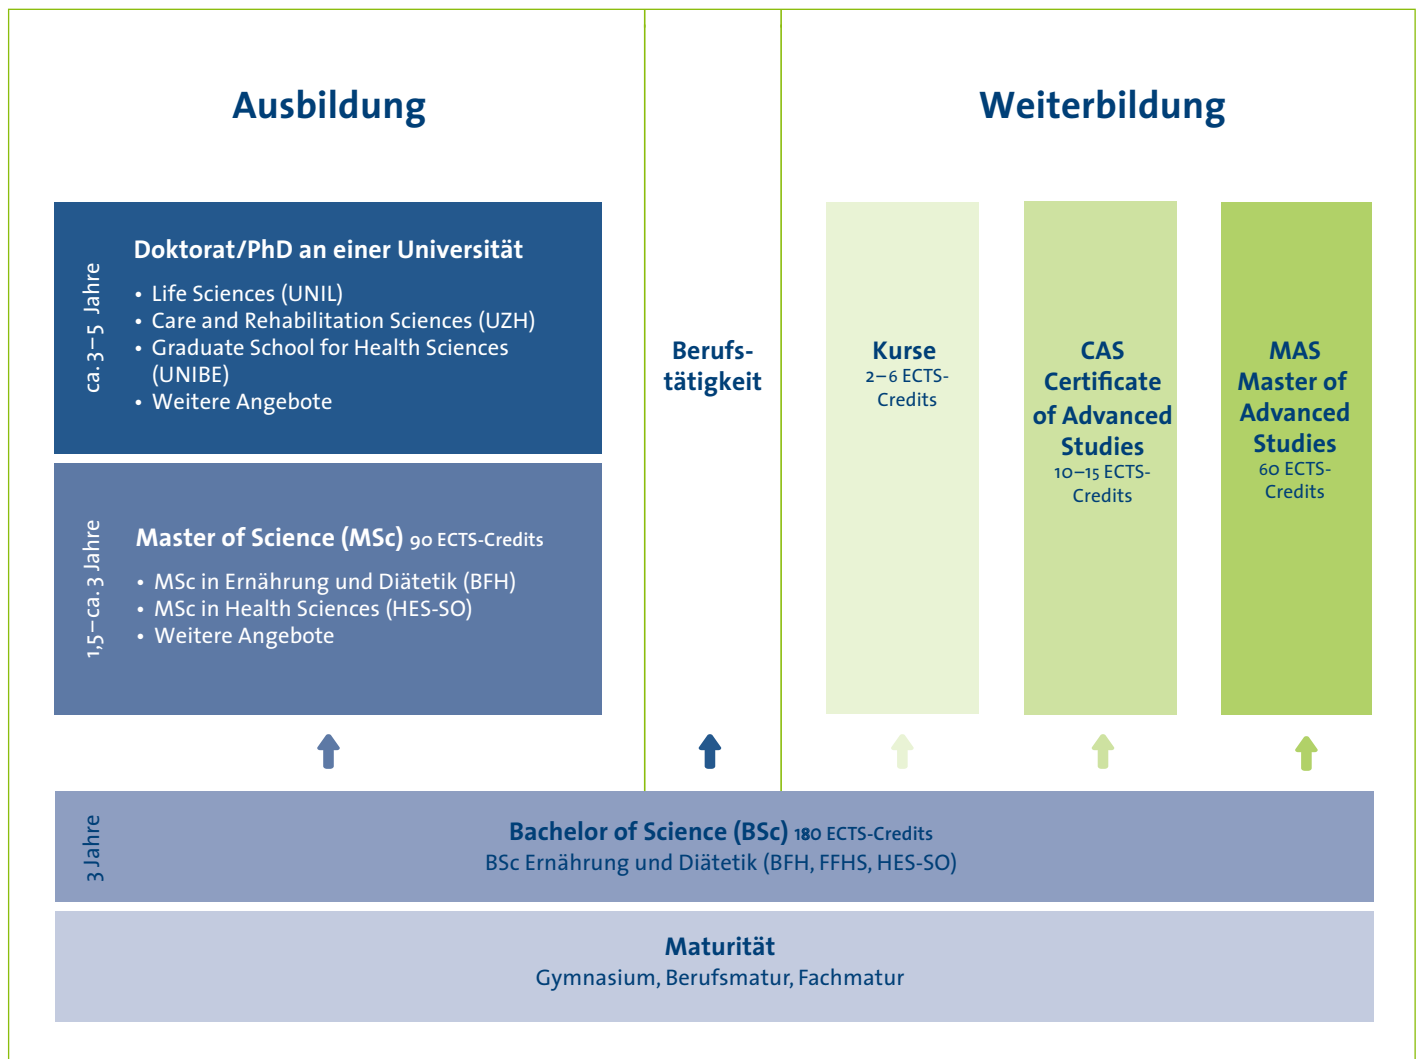 Ausbildung
Weiterbildung
ca. 3–5 Jahre
Doktorat/PhD an einer Universität
• Life Sciences (UNIL)
• Care and Rehabilitation Sciences (UZH)
• Graduate School for Health Sciences
(UNIBE)
• Weitere Angebote
1,5–ca. 3 Jahre
Master of Science (MSc) 90 ECTS-Credits
• MSc in Ernährung und Diätetik (BFH)
• MSc in Health Sciences (HES-SO)
• Weitere Angebote
Berufs-
tätigkeit
Kurse
2–6 ECTS-
Credits
CAS
Certificate
of Advanced
Studies
10–15 ECTS-
Credits
MAS
Master of
Advanced
Studies
60 ECTS-
Credits
3 Jahre
Bachelor of Science (BSc) 180 ECTS-Credits
BSc Ernährung und Diätetik (BFH, FFHS, HES-SO)
Maturität
Gymnasium, Berufsmatur, Fachmatur